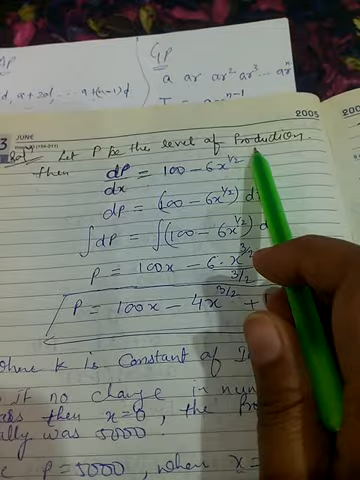 GP
d, a+2d, ... a+(n-1)d
a ar ar² ar³ ... arⁿ
n-1
JUNE
2005
Sol Let P be the level of Production.
then dP/dx = 100 - 6x^1/2
dP = (100 - 6x^1/2) d
∫dP = ∫(100 - 6x^1/2) d
P = 100x - 6 · x^3/2 / 3/2
P = 100x - 4x^3/2 +
where k is Constant of
if no change in num
then x = 0, the
ally was 5000.
P = 5000, when x =